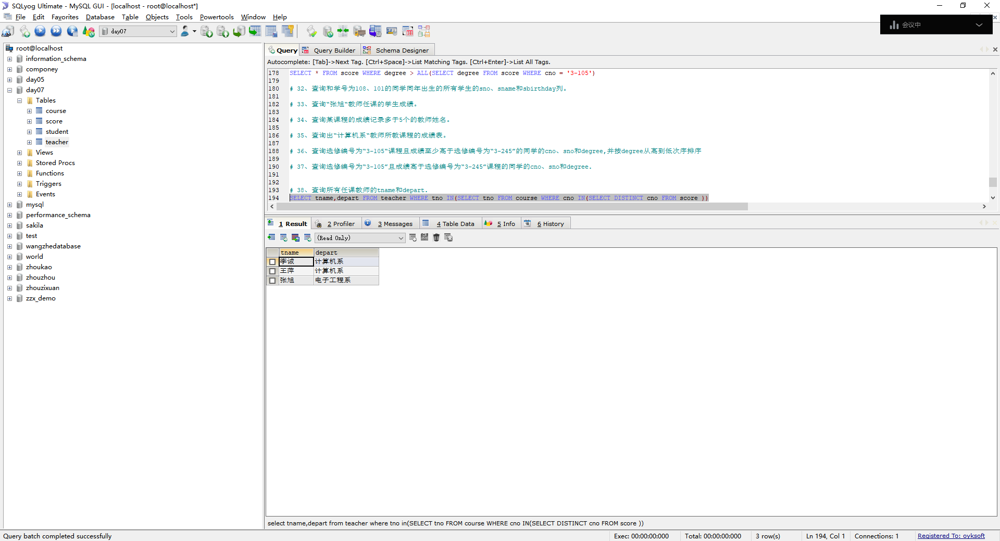 SQLyog Ultimate - MySQL GUI - [localhost - root@localhost*]
File Edit Favorites Database Table Objects Tools Powertools Window Help
会议中
day07
root@localhost
information_schema
componey
day05
day07
Tables
course
score
student
teacher
Views
Stored Procs
Functions
Triggers
Events
mysql
performance_schema
sakila
test
wangzhedatabase
world
zhoukao
zhouzhou
zhouzixuan
zzx_demo
Query Query Builder Schema Designer
Autocomplete: [Tab]->Next Tag. [Ctrl+Space]->List Matching Tags. [Ctrl+Enter]->List All Tags.
178 SELECT * FROM score WHERE degree > ALL(SELECT degree FROM score WHERE cno = '3-105')
179
180 # 32、查询和学号为108、101的同学同年出生的所有学生的sno、sname和sbirthday列。
181
182 # 33、查询“张旭“教师任课的学生成绩。
183
184 # 34、查询某课程的成绩记录多于5个的教师姓名。
185
186 # 35、查询出“计算机系“教师所教课程的成绩表。
187
188 # 36、查询选修编号为“3-105“课程且成绩至少高于选修编号为“3-245”的同学的cno、sno和degree,并按degree从高到低次序排序
189
190 # 37、查询选修编号为“3-105”且成绩高于选修编号为“3-245”课程的同学的cno、sno和degree.
191
192
193 # 38、查询所有任课教师的tname和depart.
194 SELECT tname,depart FROM teacher WHERE tno IN(SELECT tno FROM course WHERE cno IN(SELECT DISTINCT cno FROM score ))
1 Result 2 Profiler 3 Messages 4 Table Data 5 Info 18 6 History
(Read Only)
tname depart
李诚 计算机系
王萍 计算机系
张旭 电子工程系
select tname,depart from teacher where tno in(SELECT tno FROM course WHERE cno IN(SELECT DISTINCT cno FROM score ))
Query batch completed successfully Exec: 00:00:00:000 Total: 00:00:00:000 3 row(s) Ln 194, Col 1 Connections: 1 Registered To: oyksoft